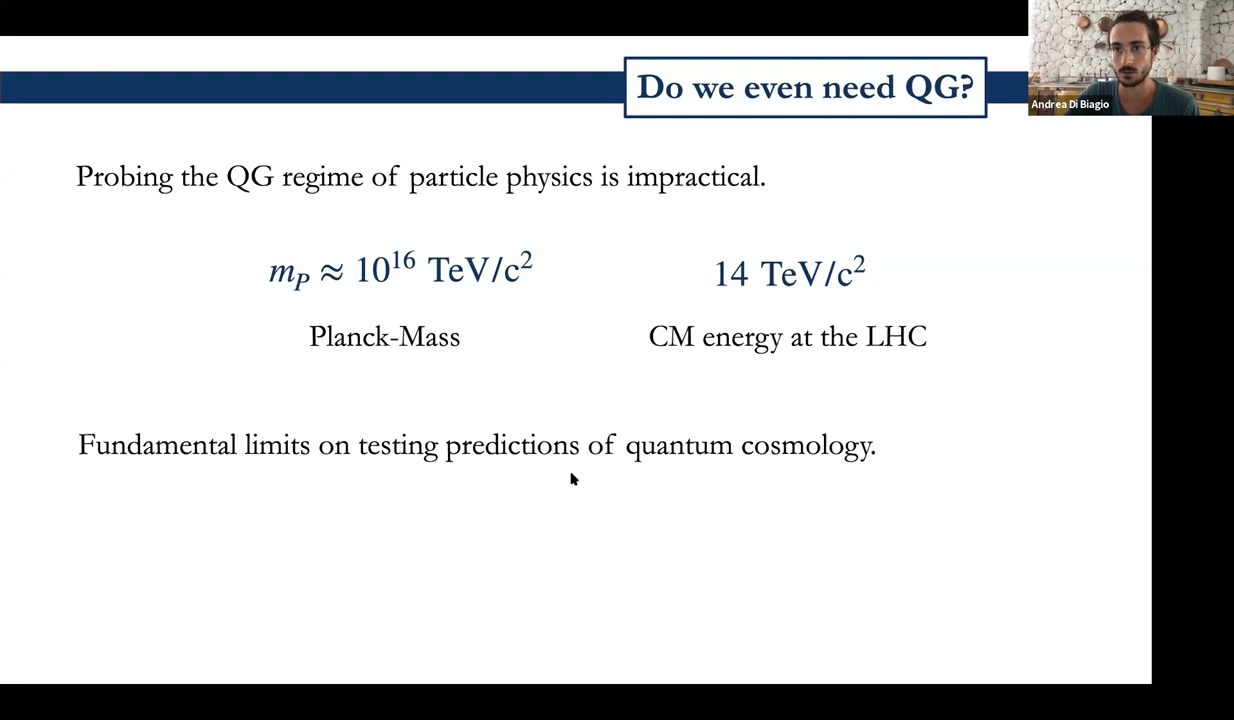 Do we even need QG?
Andrea Di Biagio
Probing the QG regime of particle physics is impractical.
m_P ≈ 10^16 TeV/c^2
14 TeV/c^2
Planck-Mass
CM energy at the LHC
Fundamental limits on testing predictions of quantum cosmology.